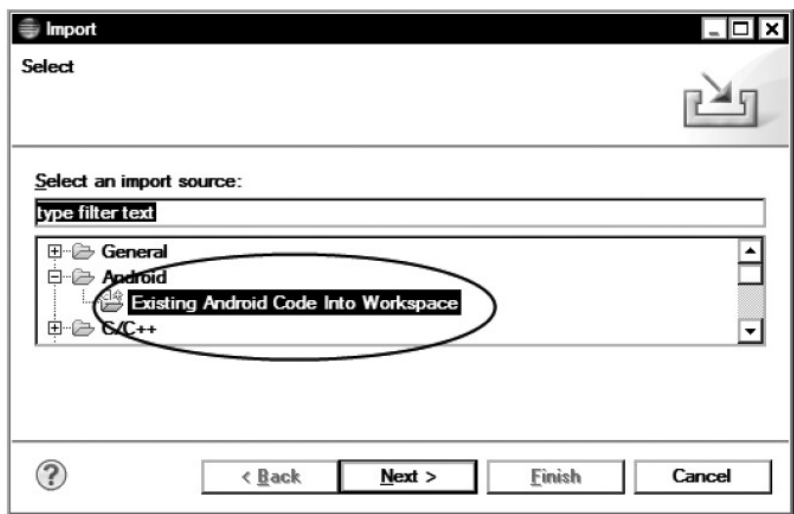 Import
Select
Select an import source:
type filter text
General
Android
Existing Android Code Into Workspace
C/C++
?
< Back Next > Finish Cancel